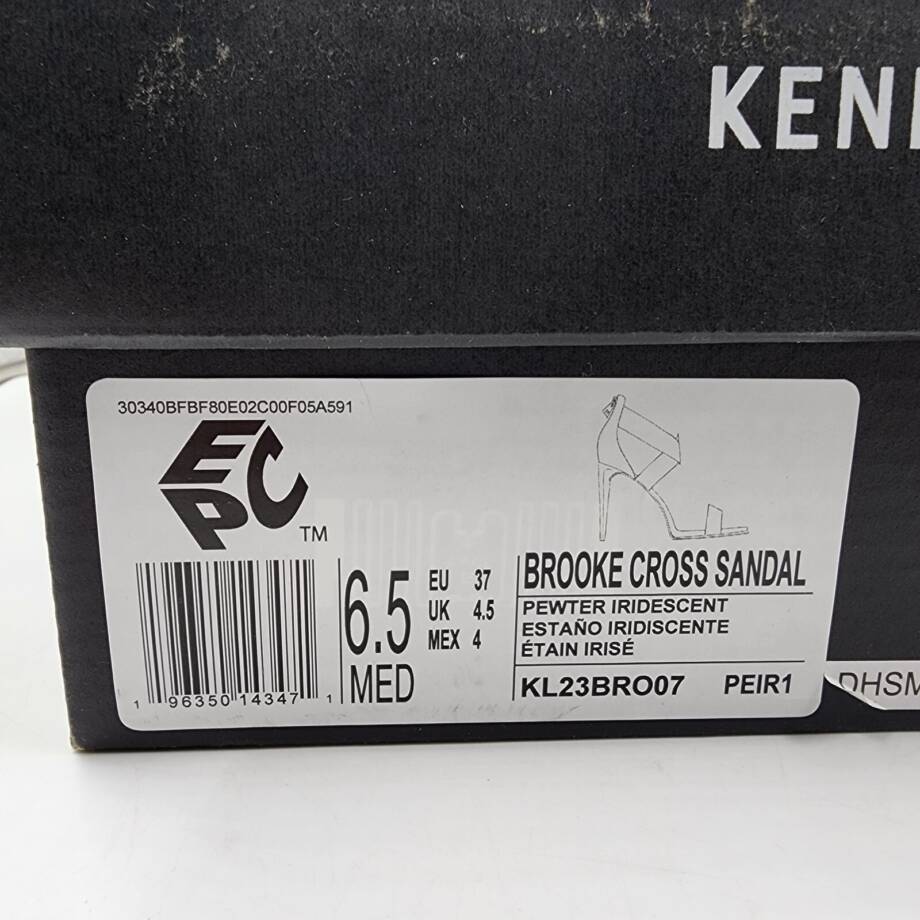 KEN
30340BFBF80E02C00F05A591
EPC
TM
1 96350 14347 1
6.5
MED
EU 37
UK 4.5
MEX 4
BROOKE CROSS SANDAL
PEWTER IRIDESCENT
ESTAÑO IRIDISCENTE
ÉTAIN IRISÉ
KL23BRO07 PEIR1
DHSM